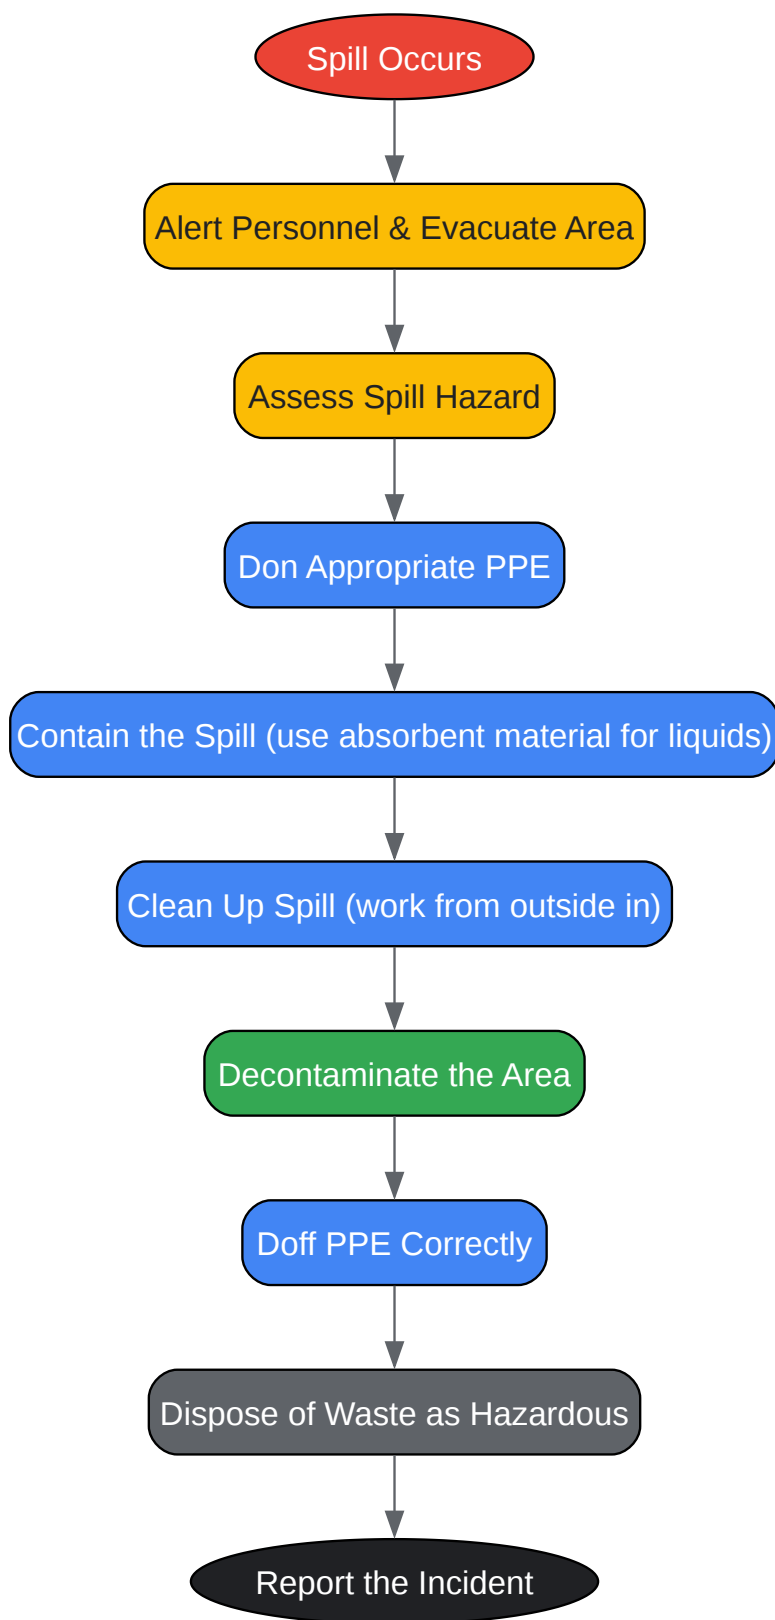 Spill Occurs
Alert Personnel & Evacuate Area
Assess Spill Hazard
Don Appropriate PPE
Contain the Spill (use absorbent material for liquids)
Clean Up Spill (work from outside in)
Decontaminate the Area
Doff PPE Correctly
Dispose of Waste as Hazardous
Report the Incident